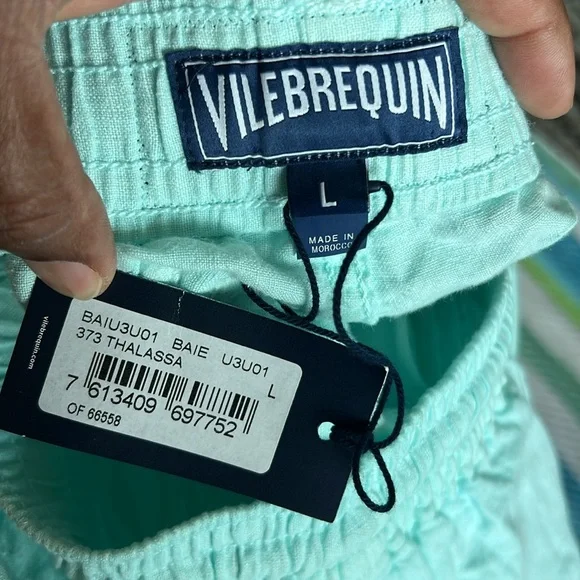 VILEBREQUIN
L
MADE IN
MOROCCO
vilebrequin.com
BAIU3U01 BAIE U3U01
373 THALASSA
L
7 613409 697752
OF 66558